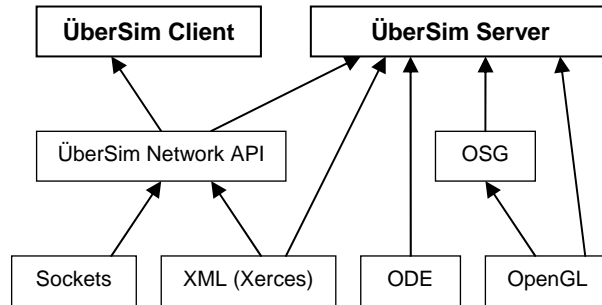 ÜberSim Client
ÜberSim Server
ÜberSim Network API
OSG
Sockets
XML (Xerces)
ODE
OpenGL